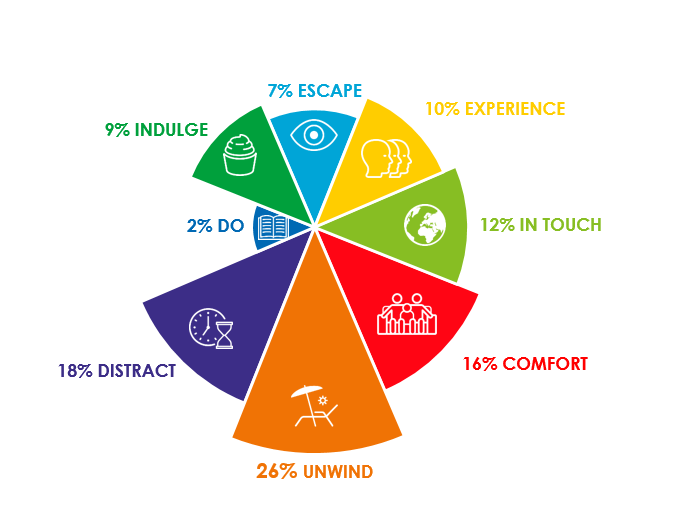 7% ESCAPE
10% EXPERIENCE
9% INDULGE
12% IN TOUCH
2% DO
16% COMFORT
18% DISTRACT
26% UNWIND